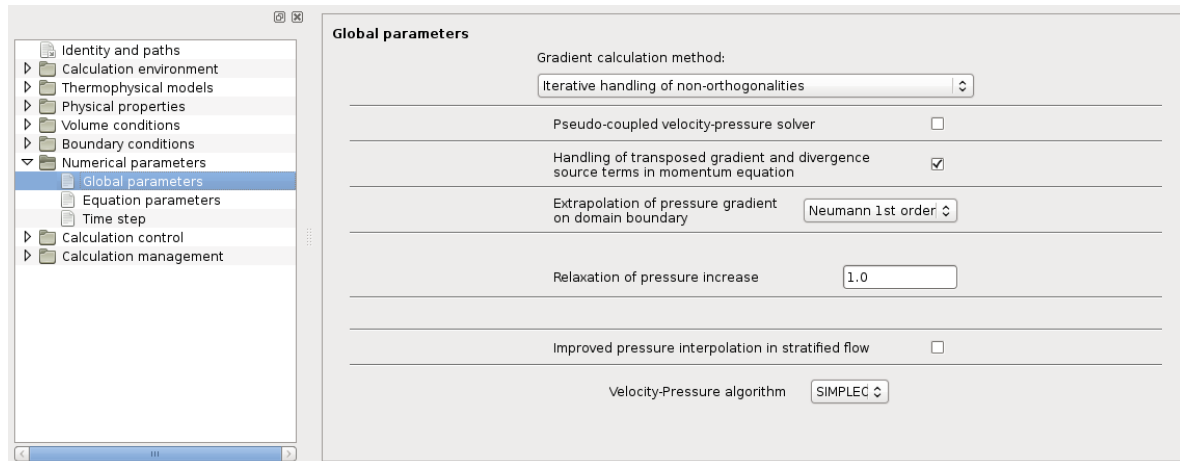 Identity and paths
Calculation environment
Thermophysical models
Physical properties
Volume conditions
Boundary conditions
Numerical parameters
Global parameters
Equation parameters
Time step
Calculation control
Calculation management
Global parameters
Gradient calculation method:
Iterative handling of non-orthogonalities
Pseudo-coupled velocity-pressure solver
Handling of transposed gradient and divergence
source terms in momentum equation
Extrapolation of pressure gradient
on domain boundary
Neumann 1st order
Relaxation of pressure increase
1.0
Improved pressure interpolation in stratified flow
Velocity-Pressure algorithm
SIMPLEC